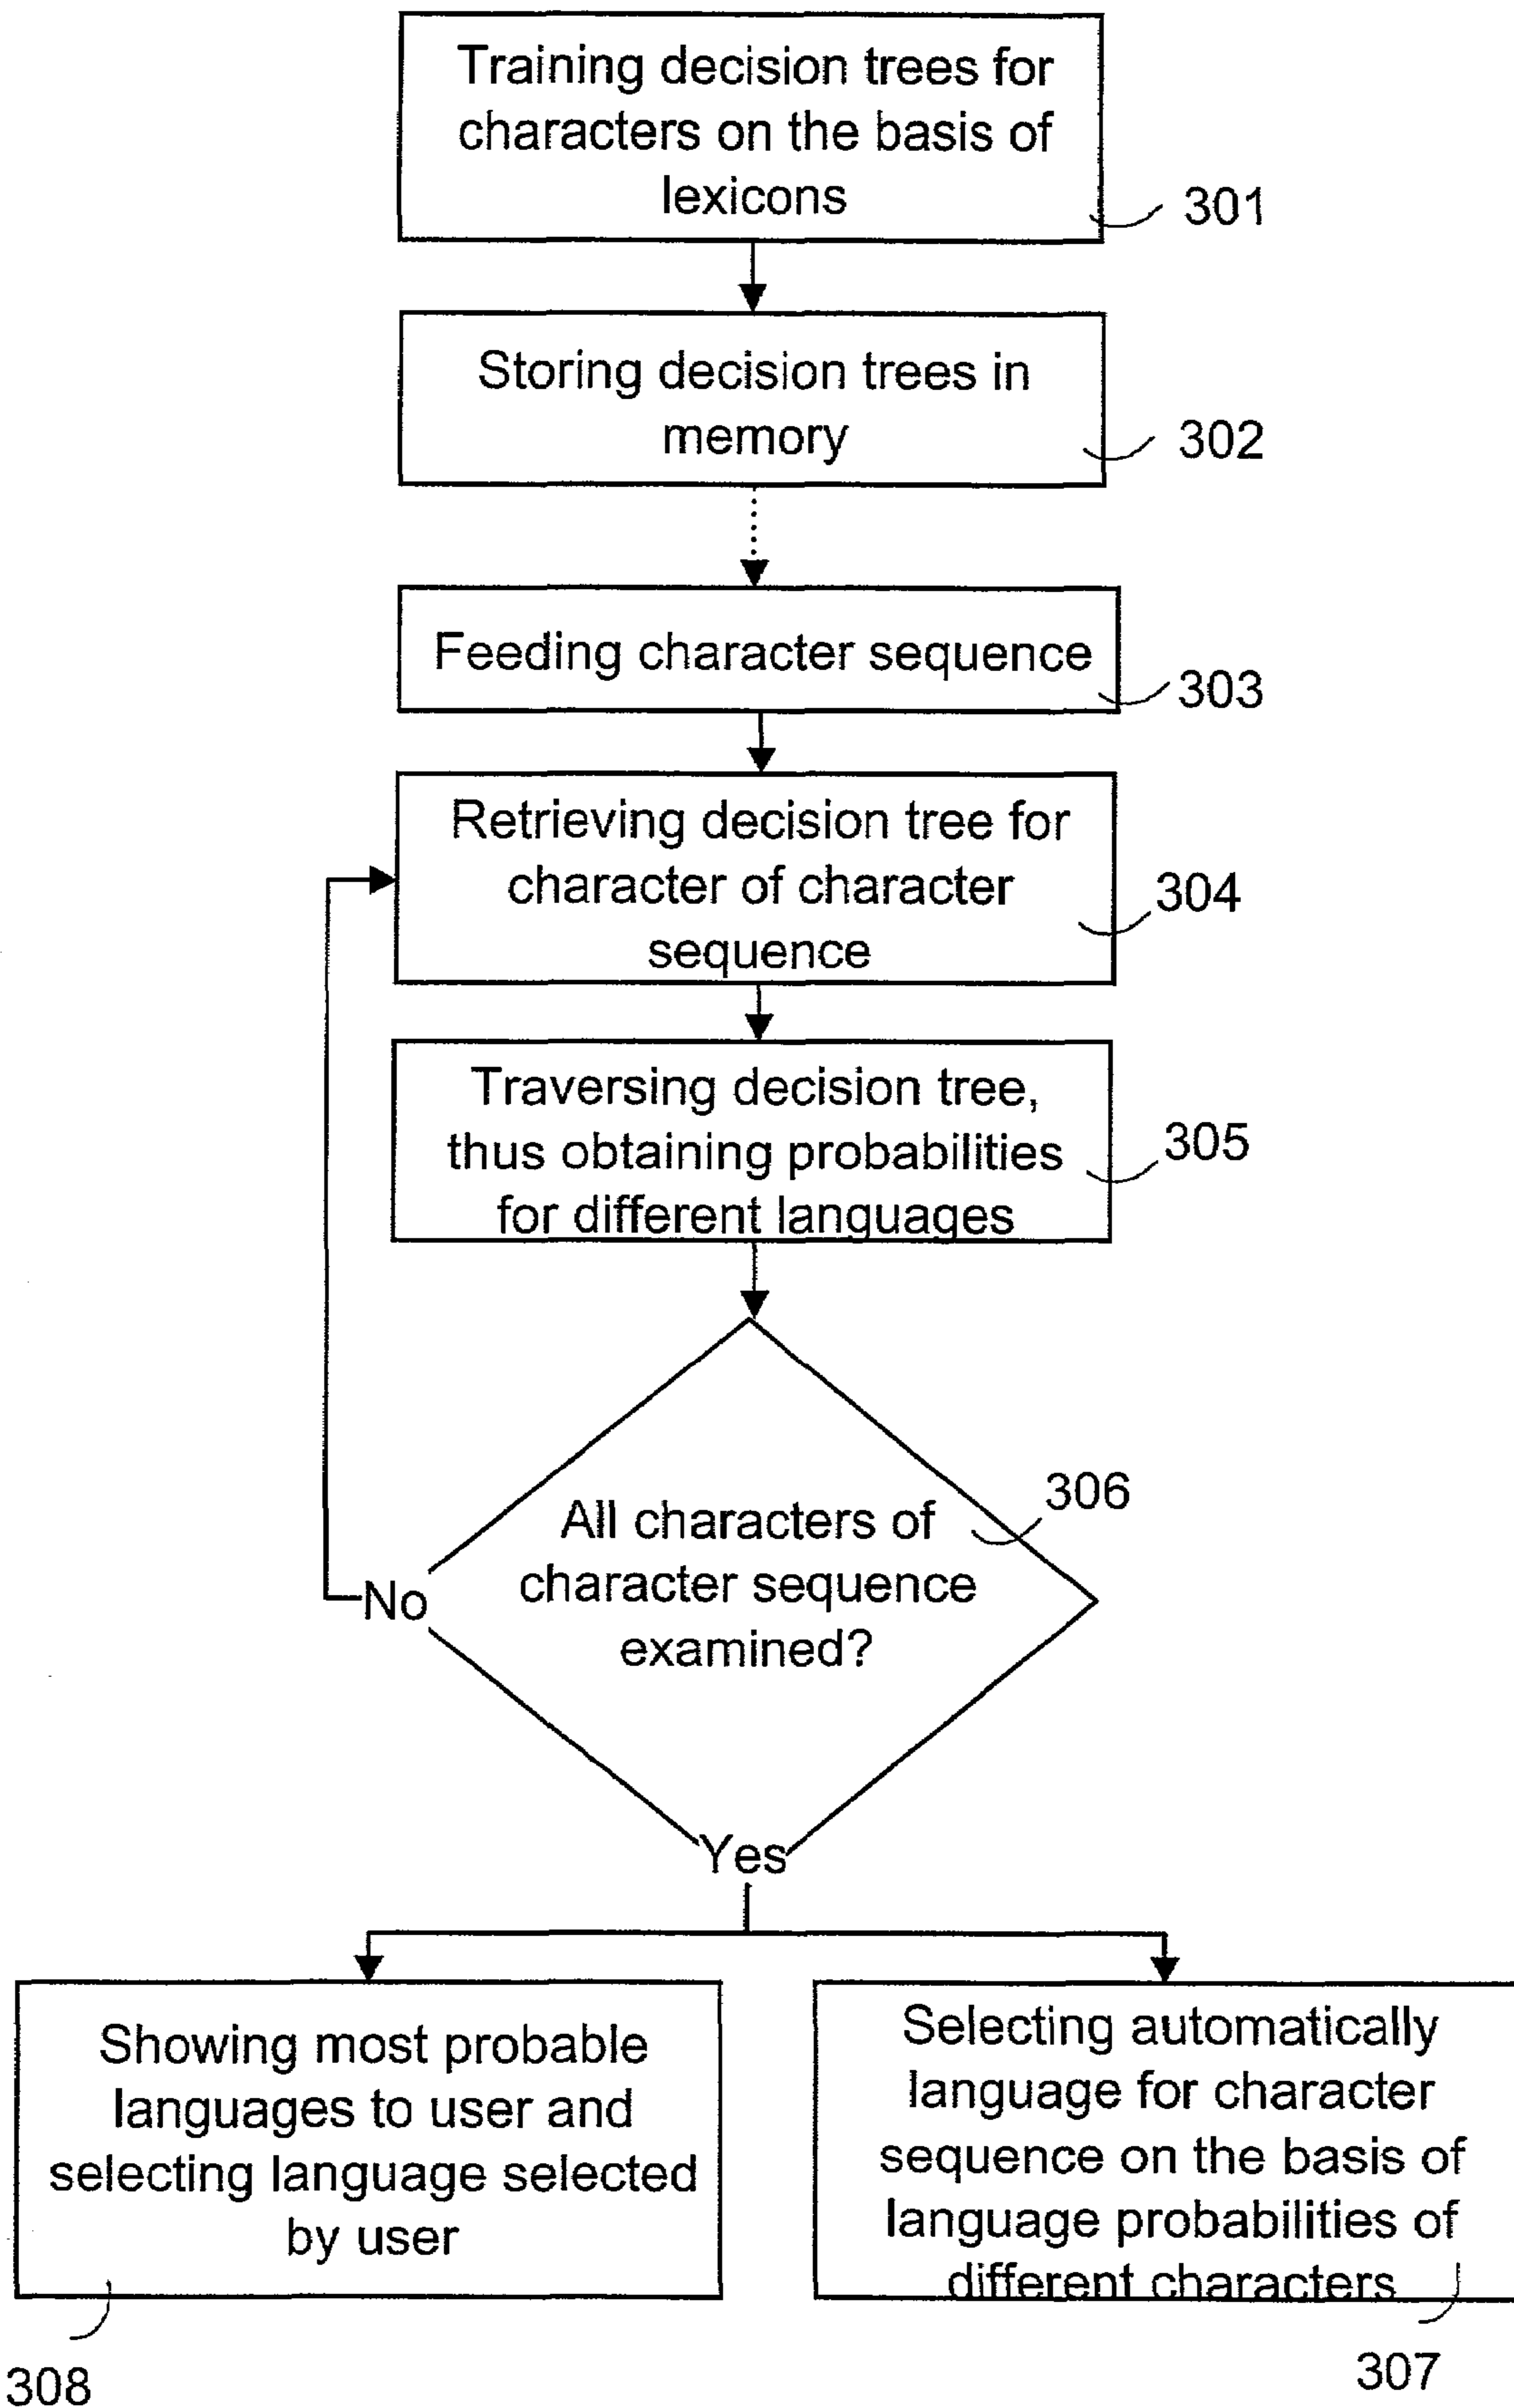 Training decision trees for
characters on the basis of
lexicons
301
Storing decision trees in
memory
302
Feeding character sequence
303
Retrieving decision tree for
character of character
sequence
304
Traversing decision tree,
thus obtaining probabilities
for different languages
305
306
All characters of
character sequence
examined?
No
Yes
Showing most probable
languages to user and
selecting language selected
by user
308
Selecting automatically
language for character
sequence on the basis of
language probabilities of
different characters
307